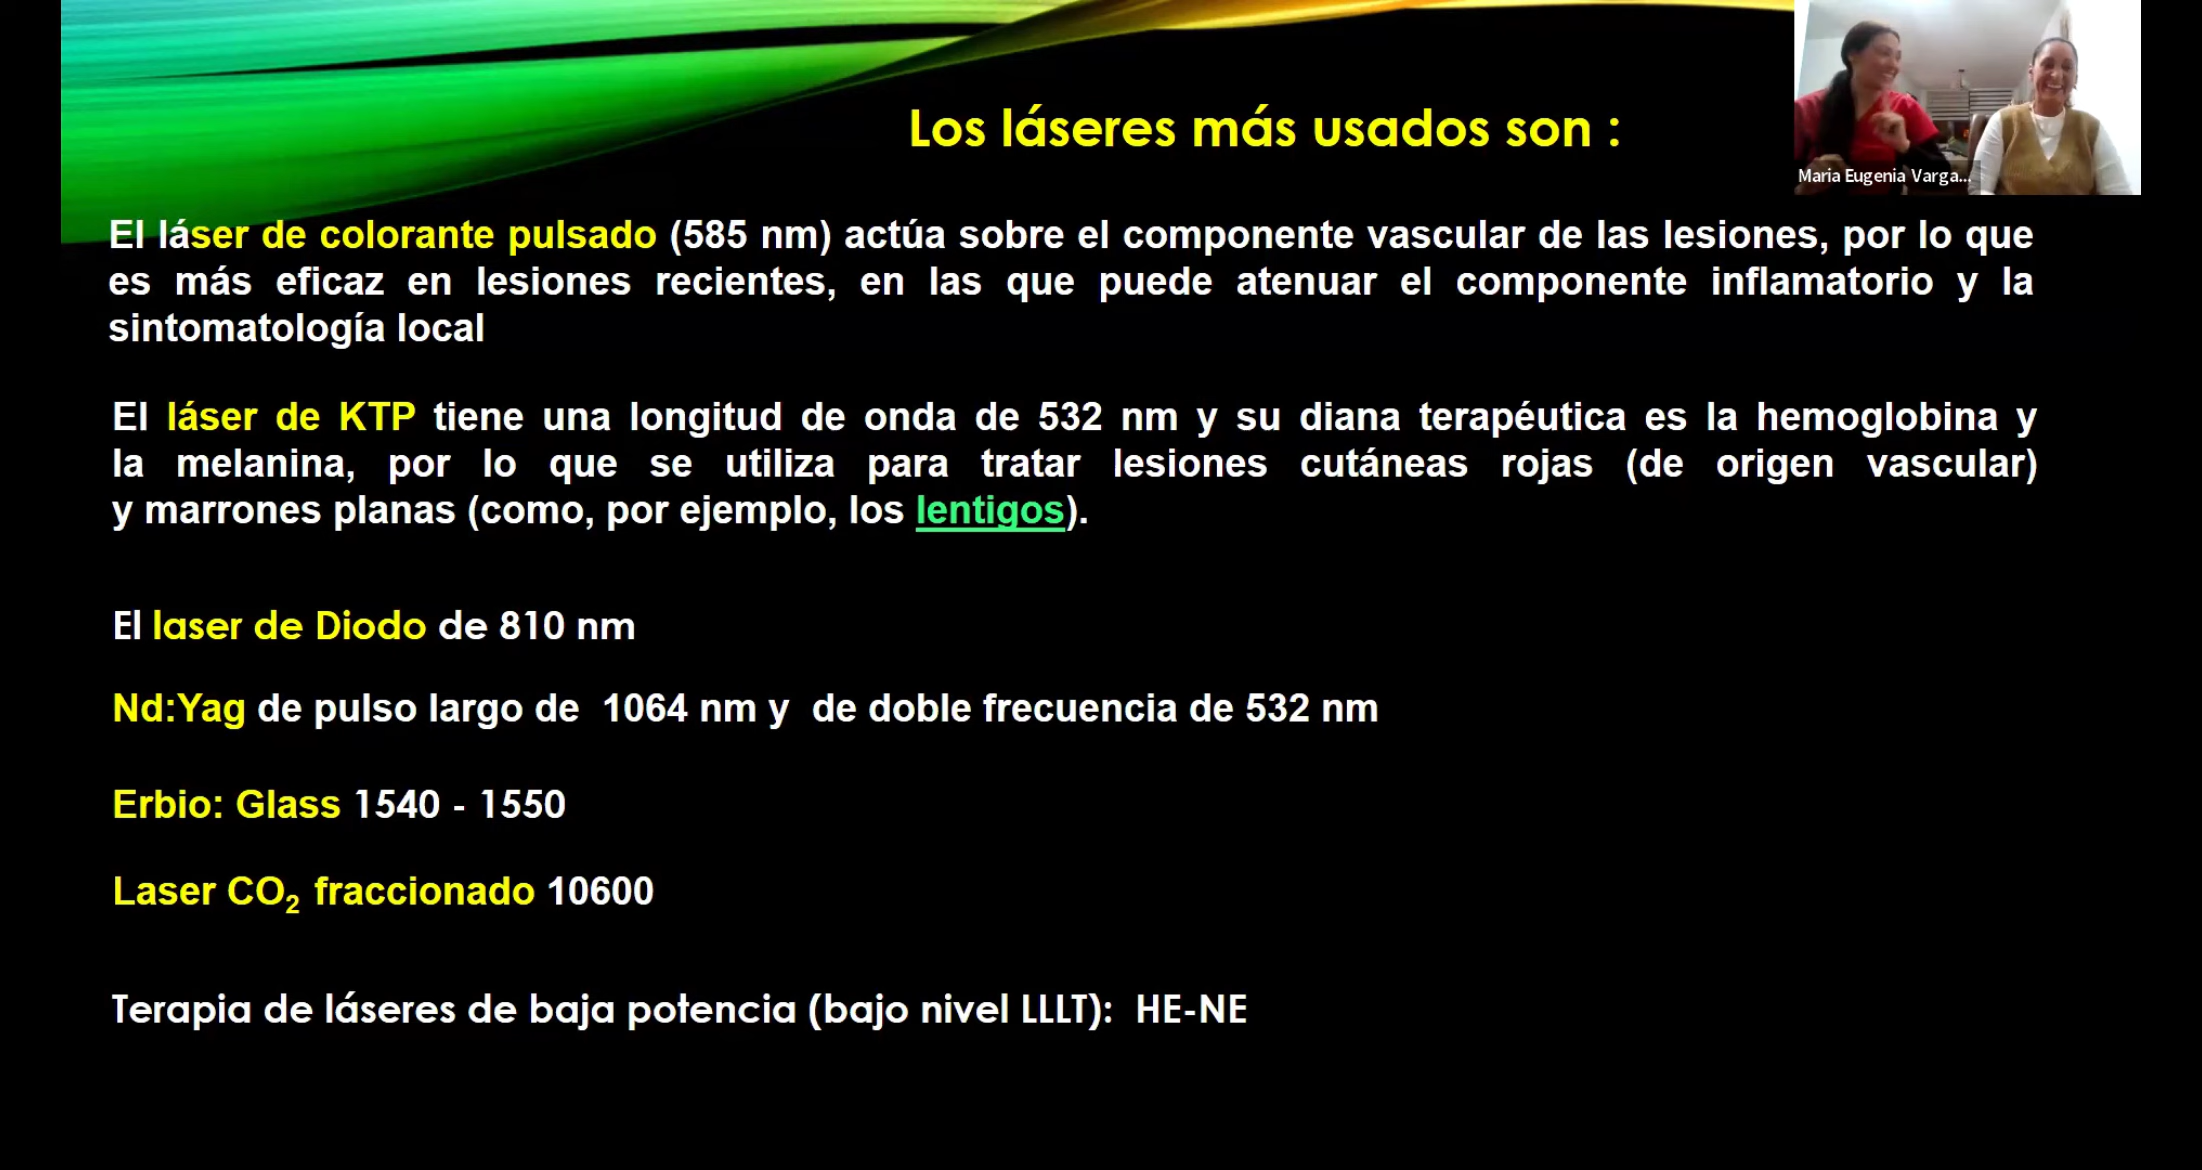 Los láseres más usados son :
Maria Eugenia Varga...
El láser de colorante pulsado (585 nm) actúa sobre el componente vascular de las lesiones, por lo que
es más eficaz en lesiones recientes, en las que puede atenuar el componente inflamatorio y la
sintomatología local
El láser de KTP tiene una longitud de onda de 532 nm y su diana terapéutica es la hemoglobina y
la melanina, por lo que se utiliza para tratar lesiones cutáneas rojas (de origen vascular)
y marrones planas (como, por ejemplo, los lentigos).
El laser de Diodo de 810 nm
Nd:Yag de pulso largo de 1064 nm y de doble frecuencia de 532 nm
Erbio: Glass 1540 - 1550
Laser CO₂ fraccionado 10600
Terapia de láseres de baja potencia (bajo nivel LLLT): HE-NE